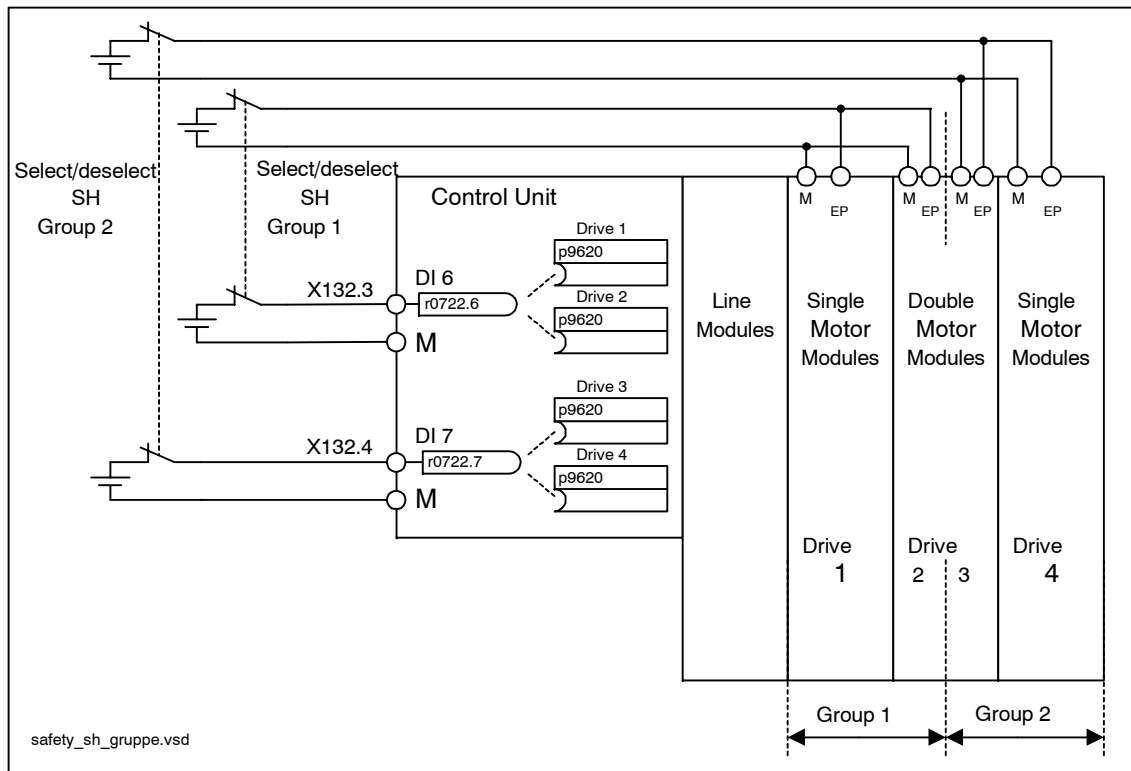 Select/deselect
SH
Group 2
Select/deselect
SH
Group 1
Control Unit
X132.3
DI 6
r0722.6
M
Drive 1
p9620
Drive 2
p9620
X132.4
DI 7
r0722.7
M
Drive 3
p9620
Drive 4
p9620
Line
Modules
M
EP
Single
Motor
Modules
Drive
1
M
EP
M
EP
Double
Motor
Modules
Drive
2 3
M
EP
Single
Motor
Modules
Drive
4
Group 1
Group 2
safety_sh_gruppe.vsd